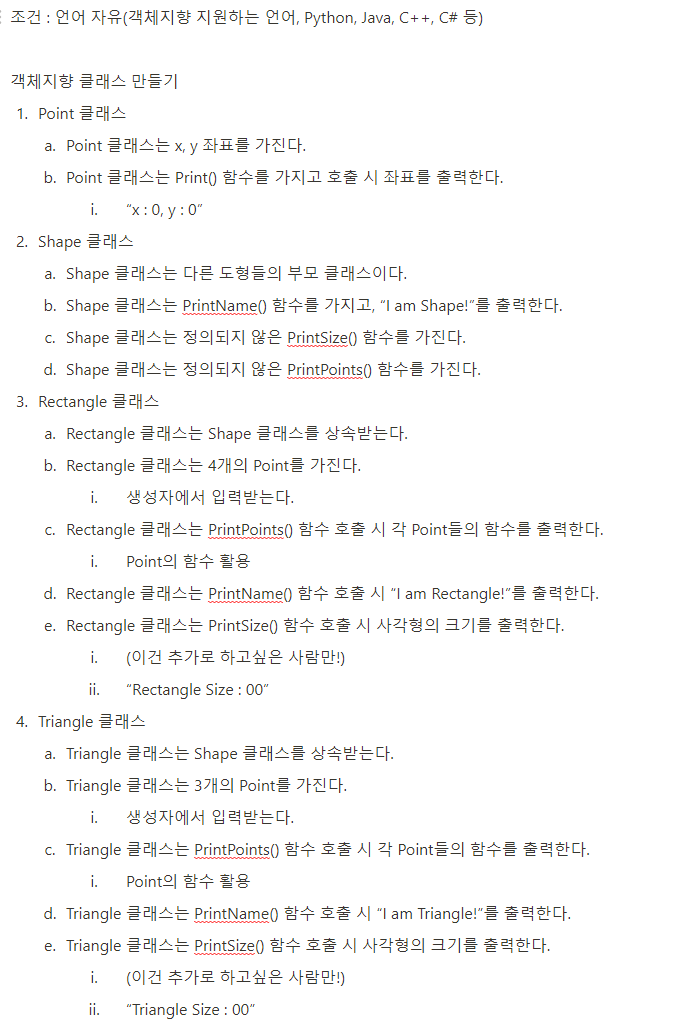 조건 : 언어 자유(객체지향 지원하는 언어, Python, Java, C++, C# 등)
객체지향 클래스 만들기
1. Point 클래스
a. Point 클래스는 x, y 좌표를 가진다.
b. Point 클래스는 Print() 함수를 가지고 호출 시 좌표를 출력한다.
i. “x : 0, y : 0”
2. Shape 클래스
a. Shape 클래스는 다른 도형들의 부모 클래스이다.
b. Shape 클래스는 PrintName() 함수를 가지고, “I am Shape!”를 출력한다.
c. Shape 클래스는 정의되지 않은 PrintSize() 함수를 가진다.
d. Shape 클래스는 정의되지 않은 PrintPoints() 함수를 가진다.
3. Rectangle 클래스
a. Rectangle 클래스는 Shape 클래스를 상속받는다.
b. Rectangle 클래스는 4개의 Point를 가진다.
i. 생성자에서 입력받는다.
c. Rectangle 클래스는 PrintPoints() 함수 호출 시 각 Point들의 함수를 출력한다.
i. Point의 함수 활용
d. Rectangle 클래스는 PrintName() 함수 호출 시 “I am Rectangle!”를 출력한다.
e. Rectangle 클래스는 PrintSize() 함수 호출 시 사각형의 크기를 출력한다.
i. (이건 추가로 하고싶은 사람만!)
ii. “Rectangle Size : 00”
4. Triangle 클래스
a. Triangle 클래스는 Shape 클래스를 상속받는다.
b. Triangle 클래스는 3개의 Point를 가진다.
i. 생성자에서 입력받는다.
c. Triangle 클래스는 PrintPoints() 함수 호출 시 각 Point들의 함수를 출력한다.
i. Point의 함수 활용
d. Triangle 클래스는 PrintName() 함수 호출 시 “I am Triangle!”를 출력한다.
e. Triangle 클래스는 PrintSize() 함수 호출 시 사각형의 크기를 출력한다.
i. (이건 추가로 하고싶은 사람만!)
ii. “Triangle Size : 00”